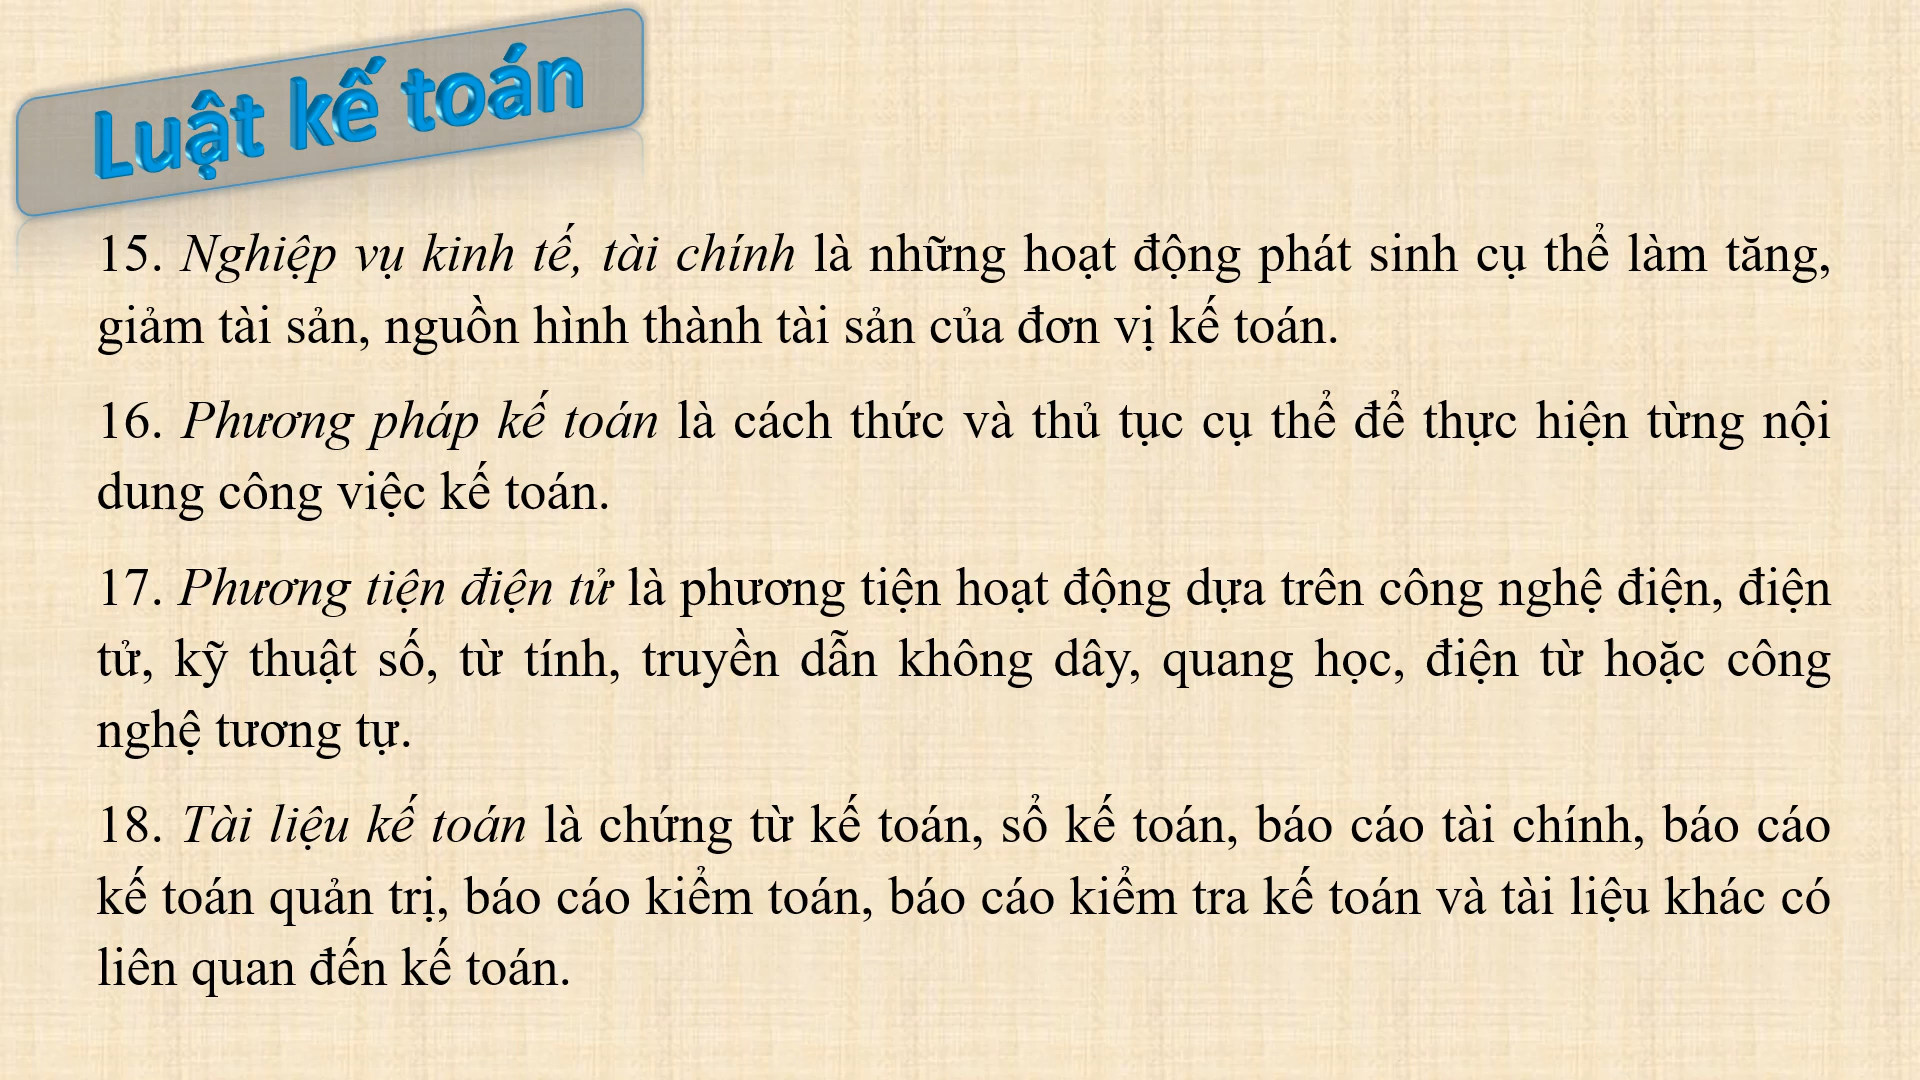 Luật kế toán
15. Nghiệp vụ kinh tế, tài chính là những hoạt động phát sinh cụ thể làm tăng,
giảm tài sản, nguồn hình thành tài sản của đơn vị kế toán.
16. Phương pháp kế toán là cách thức và thủ tục cụ thể để thực hiện từng nội
dung công việc kế toán.
17. Phương tiện điện tử là phương tiện hoạt động dựa trên công nghệ điện, điện
tử, kỹ thuật số, từ tính, truyền dẫn không dây, quang học, điện từ hoặc công
nghệ tương tự.
18. Tài liệu kế toán là chứng từ kế toán, sổ kế toán, báo cáo tài chính, báo cáo
kế toán quản trị, báo cáo kiểm toán, báo cáo kiểm tra kế toán và tài liệu khác có
liên quan đến kế toán.